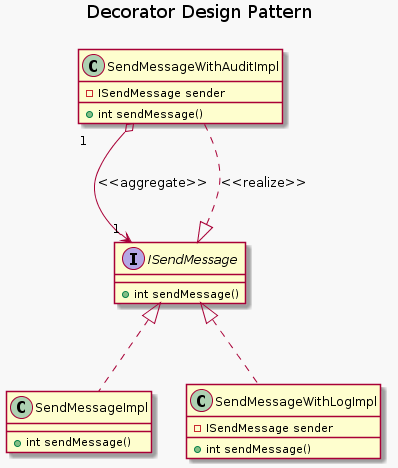 Decorator Design Pattern
C SendMessageWithAuditImpl
ISendMessage sender
int sendMessage()
1
<<aggregate>>
<<realize>>
1
I ISendMessage
int sendMessage()
C SendMessageImpl
int sendMessage()
C SendMessageWithLogImpl
ISendMessage sender
int sendMessage()